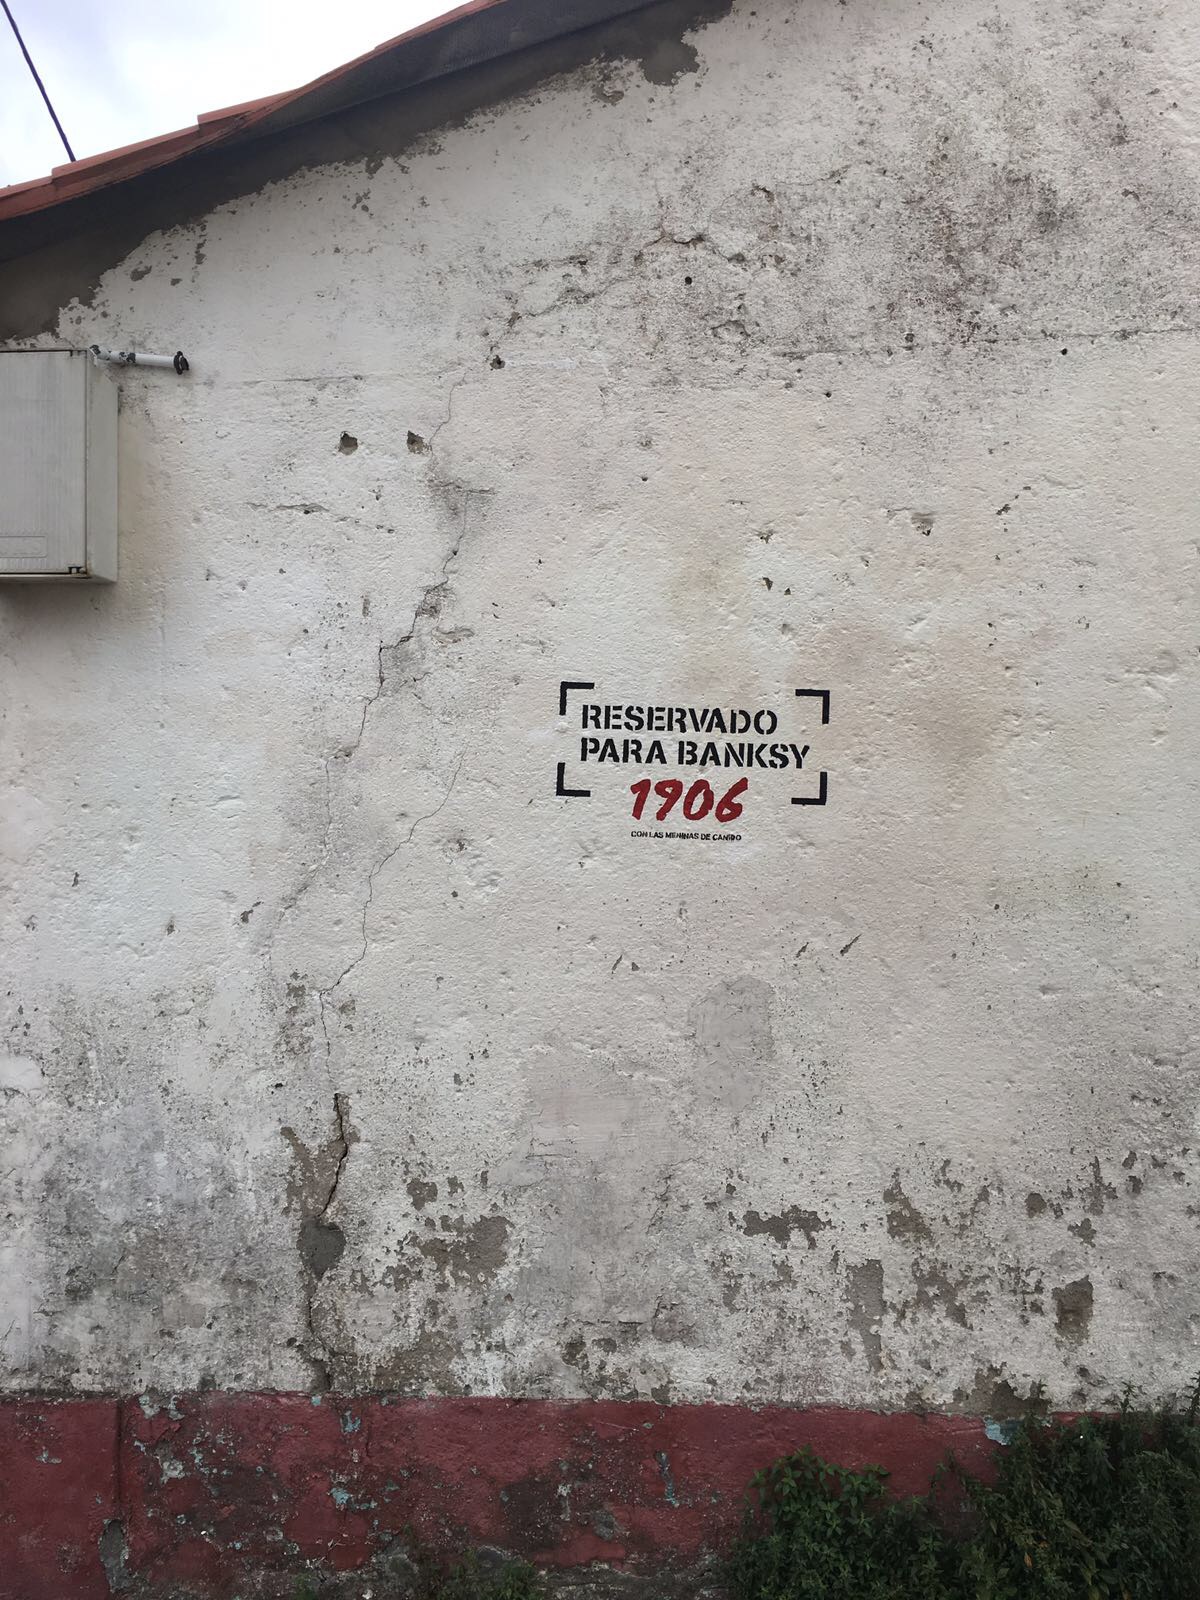 RESERVADO
PARA BANKSY
1906
CON LAS MENINAS DE CANIDO